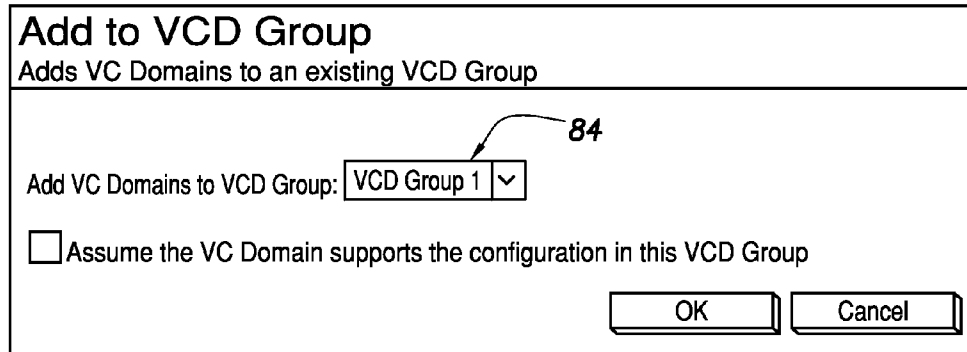 Add to VCD Group
Adds VC Domains to an existing VCD Group
84
Add VC Domains to VCD Group: VCD Group 1
Assume the VC Domain supports the configuration in this VCD Group
OK Cancel